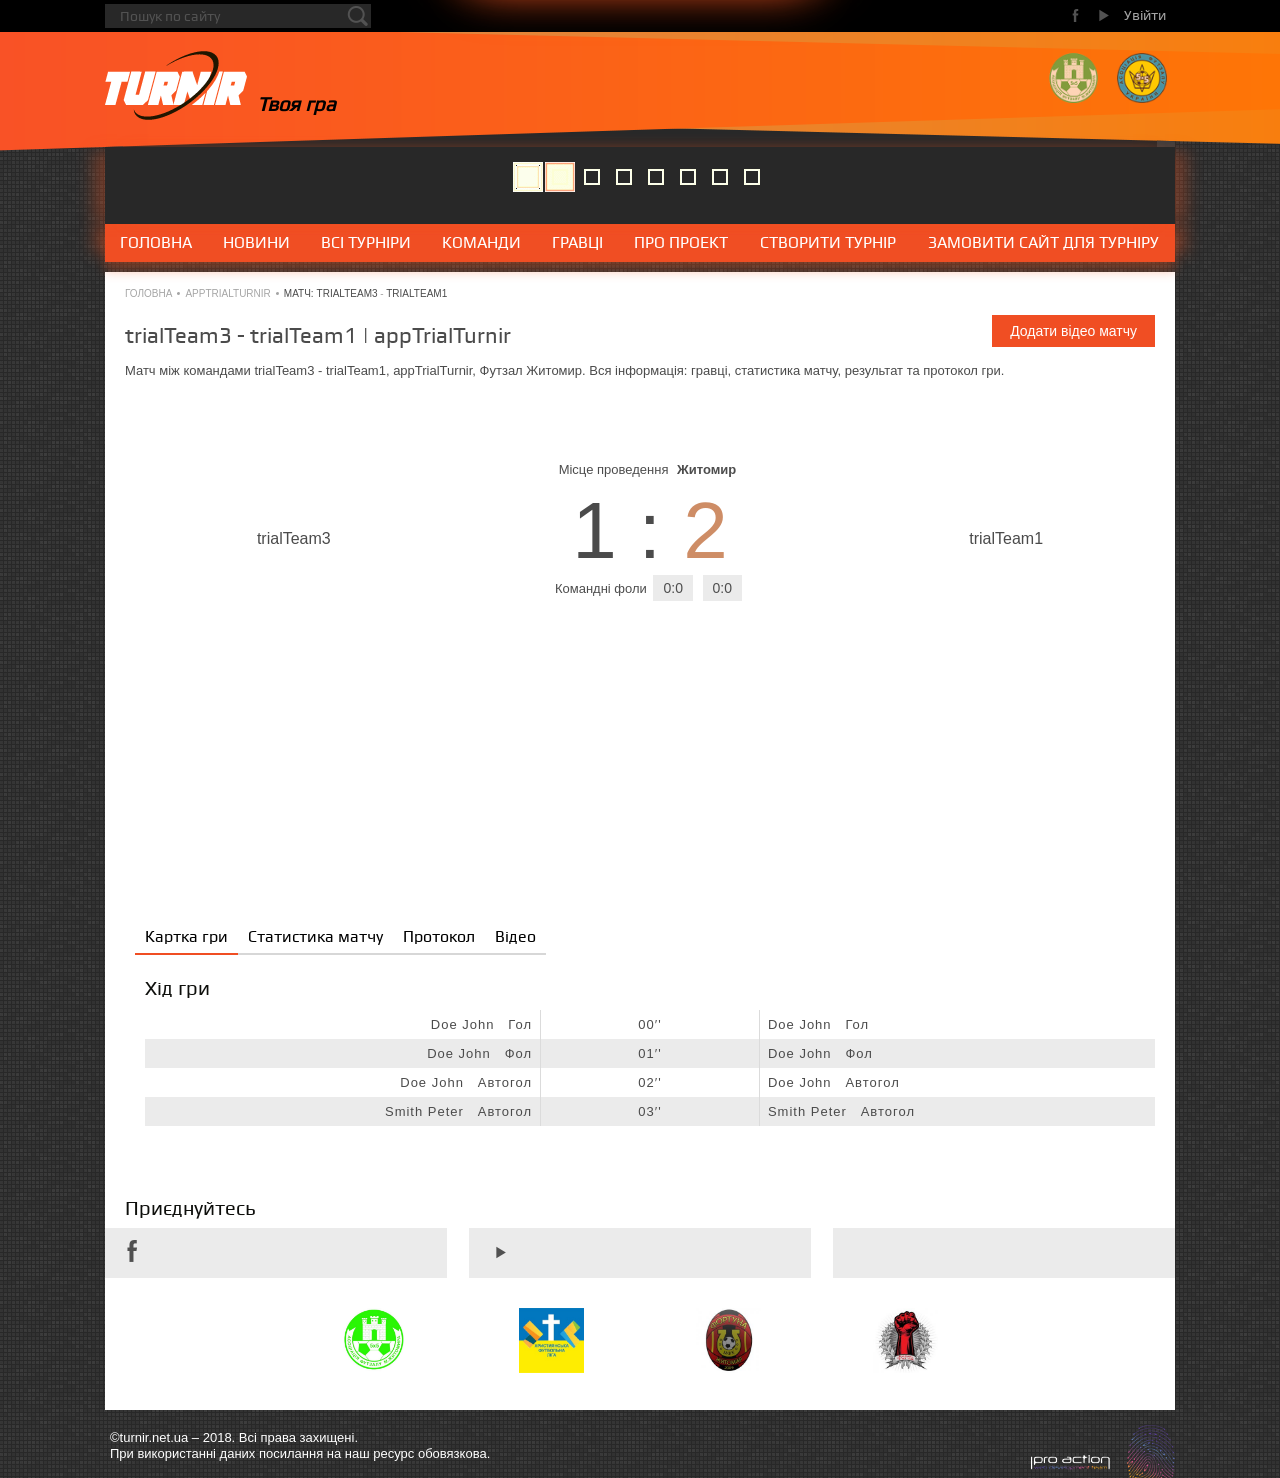 Пошук по сайту
Увійти
TURNIR
Твоя гра
ГОЛОВНА НОВИНИ ВСІ ТУРНІРИ КОМАНДИ ГРАВЦІ ПРО ПРОЕКТ СТВОРИТИ ТУРНІР ЗАМОВИТИ САЙТ ДЛЯ ТУРНІРУ
ГОЛОВНА • APPTRIALTURNIR • МАТЧ: TRIALTEAM3 - TRIALTEAM1
trialTeam3 - trialTeam1 | appTrialTurnir
Додати відео матчу
Матч між командами trialTeam3 - trialTeam1, appTrialTurnir, Футзал Житомир. Вся інформація: гравці, статистика матчу, результат та протокол гри.
Місце проведення Житомир
trialTeam3
1 : 2
trialTeam1
Командні фоли 0:0 0:0
Картка гри Статистика матчу Протокол Відео
Хід гри
Doe John Гол 00′′ Doe John Гол
Doe John Фол 01′′ Doe John Фол
Doe John Автогол 02′′ Doe John Автогол
Smith Peter Автогол 03′′ Smith Peter Автогол
Приєднуйтесь
ФОРТУНА
ХРИСТИЯНСЬКА
ФУТБОЛЬНА
ЛІГА
©turnir.net.ua – 2018. Всі права захищені.
При використанні даних посилання на наш ресурс обовязкова.
pro action